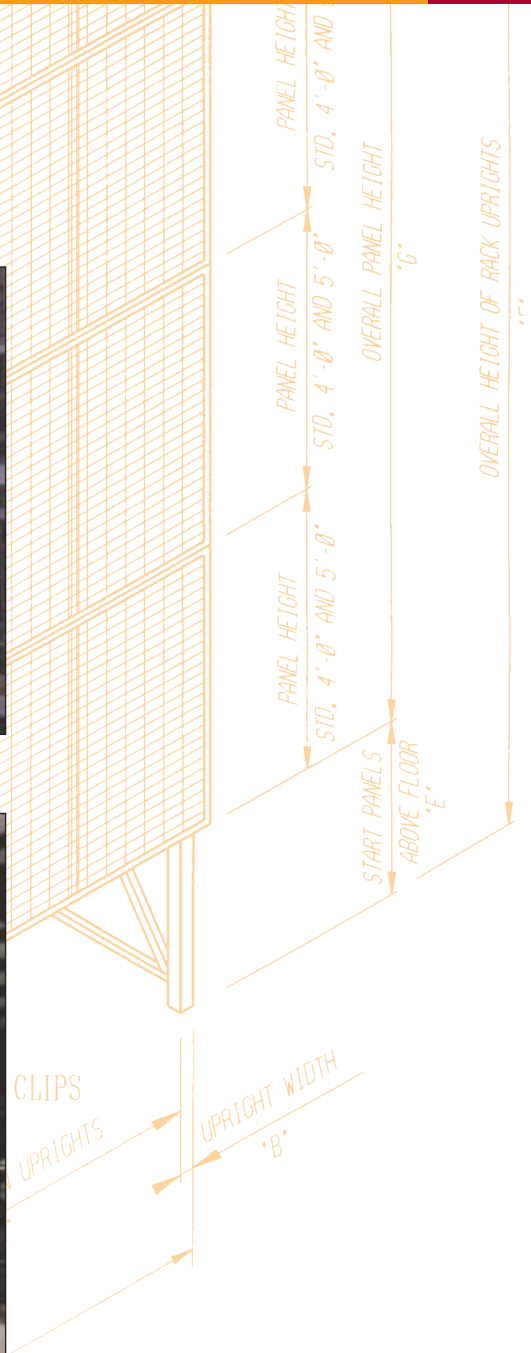 PANEL HEIGHT
STD. 4'-0" AND
PANEL HEIGHT
STD. 4'-0" AND 5'-0"
PANEL HEIGHT
STD. 4'-0" AND 5'-0"
OVERALL PANEL HEIGHT
"G"
OVERALL HEIGHT OF RACK UPRIGHTS
START PANELS
ABOVE FLOOR
"E"
CLIPS
UPRIGHTS
UPRIGHT WIDTH
"B"